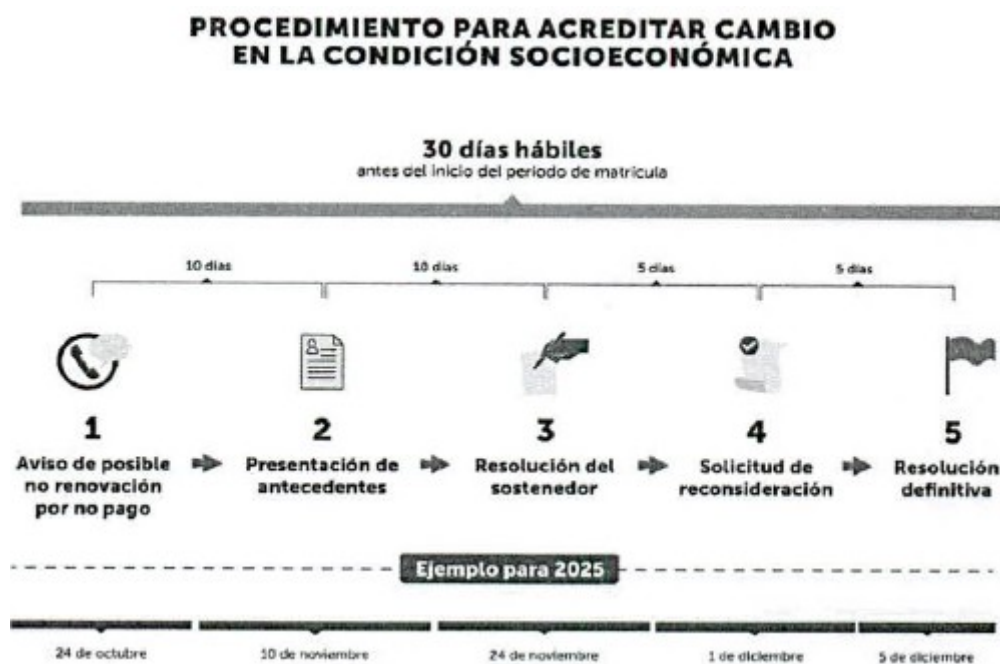 PROCEDIMIENTO PARA ACREDITAR CAMBIO
EN LA CONDICIÓN SOCIOECONÓMICA
30 días hábiles
antes del inicio del periodo de matrícula
10 días
10 días
5 días
5 días
1
Aviso de posible
no renovación
por no pago
2
Presentación de
antecedentes
3
Resolución del
sostenedor
4
Solicitud de
reconsideración
5
Resolución
definitiva
Ejemplo para 2025
24 de octubre
10 de noviembre
24 de noviembre
1 de diciembre
5 de diciembre